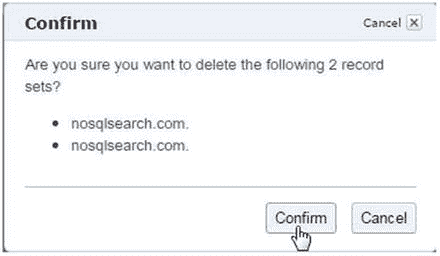 Confirm
Cancel
Are you sure you want to delete the following 2 record
sets?
nosqlsearch.com.
nosqlsearch.com.
Confirm Cancel